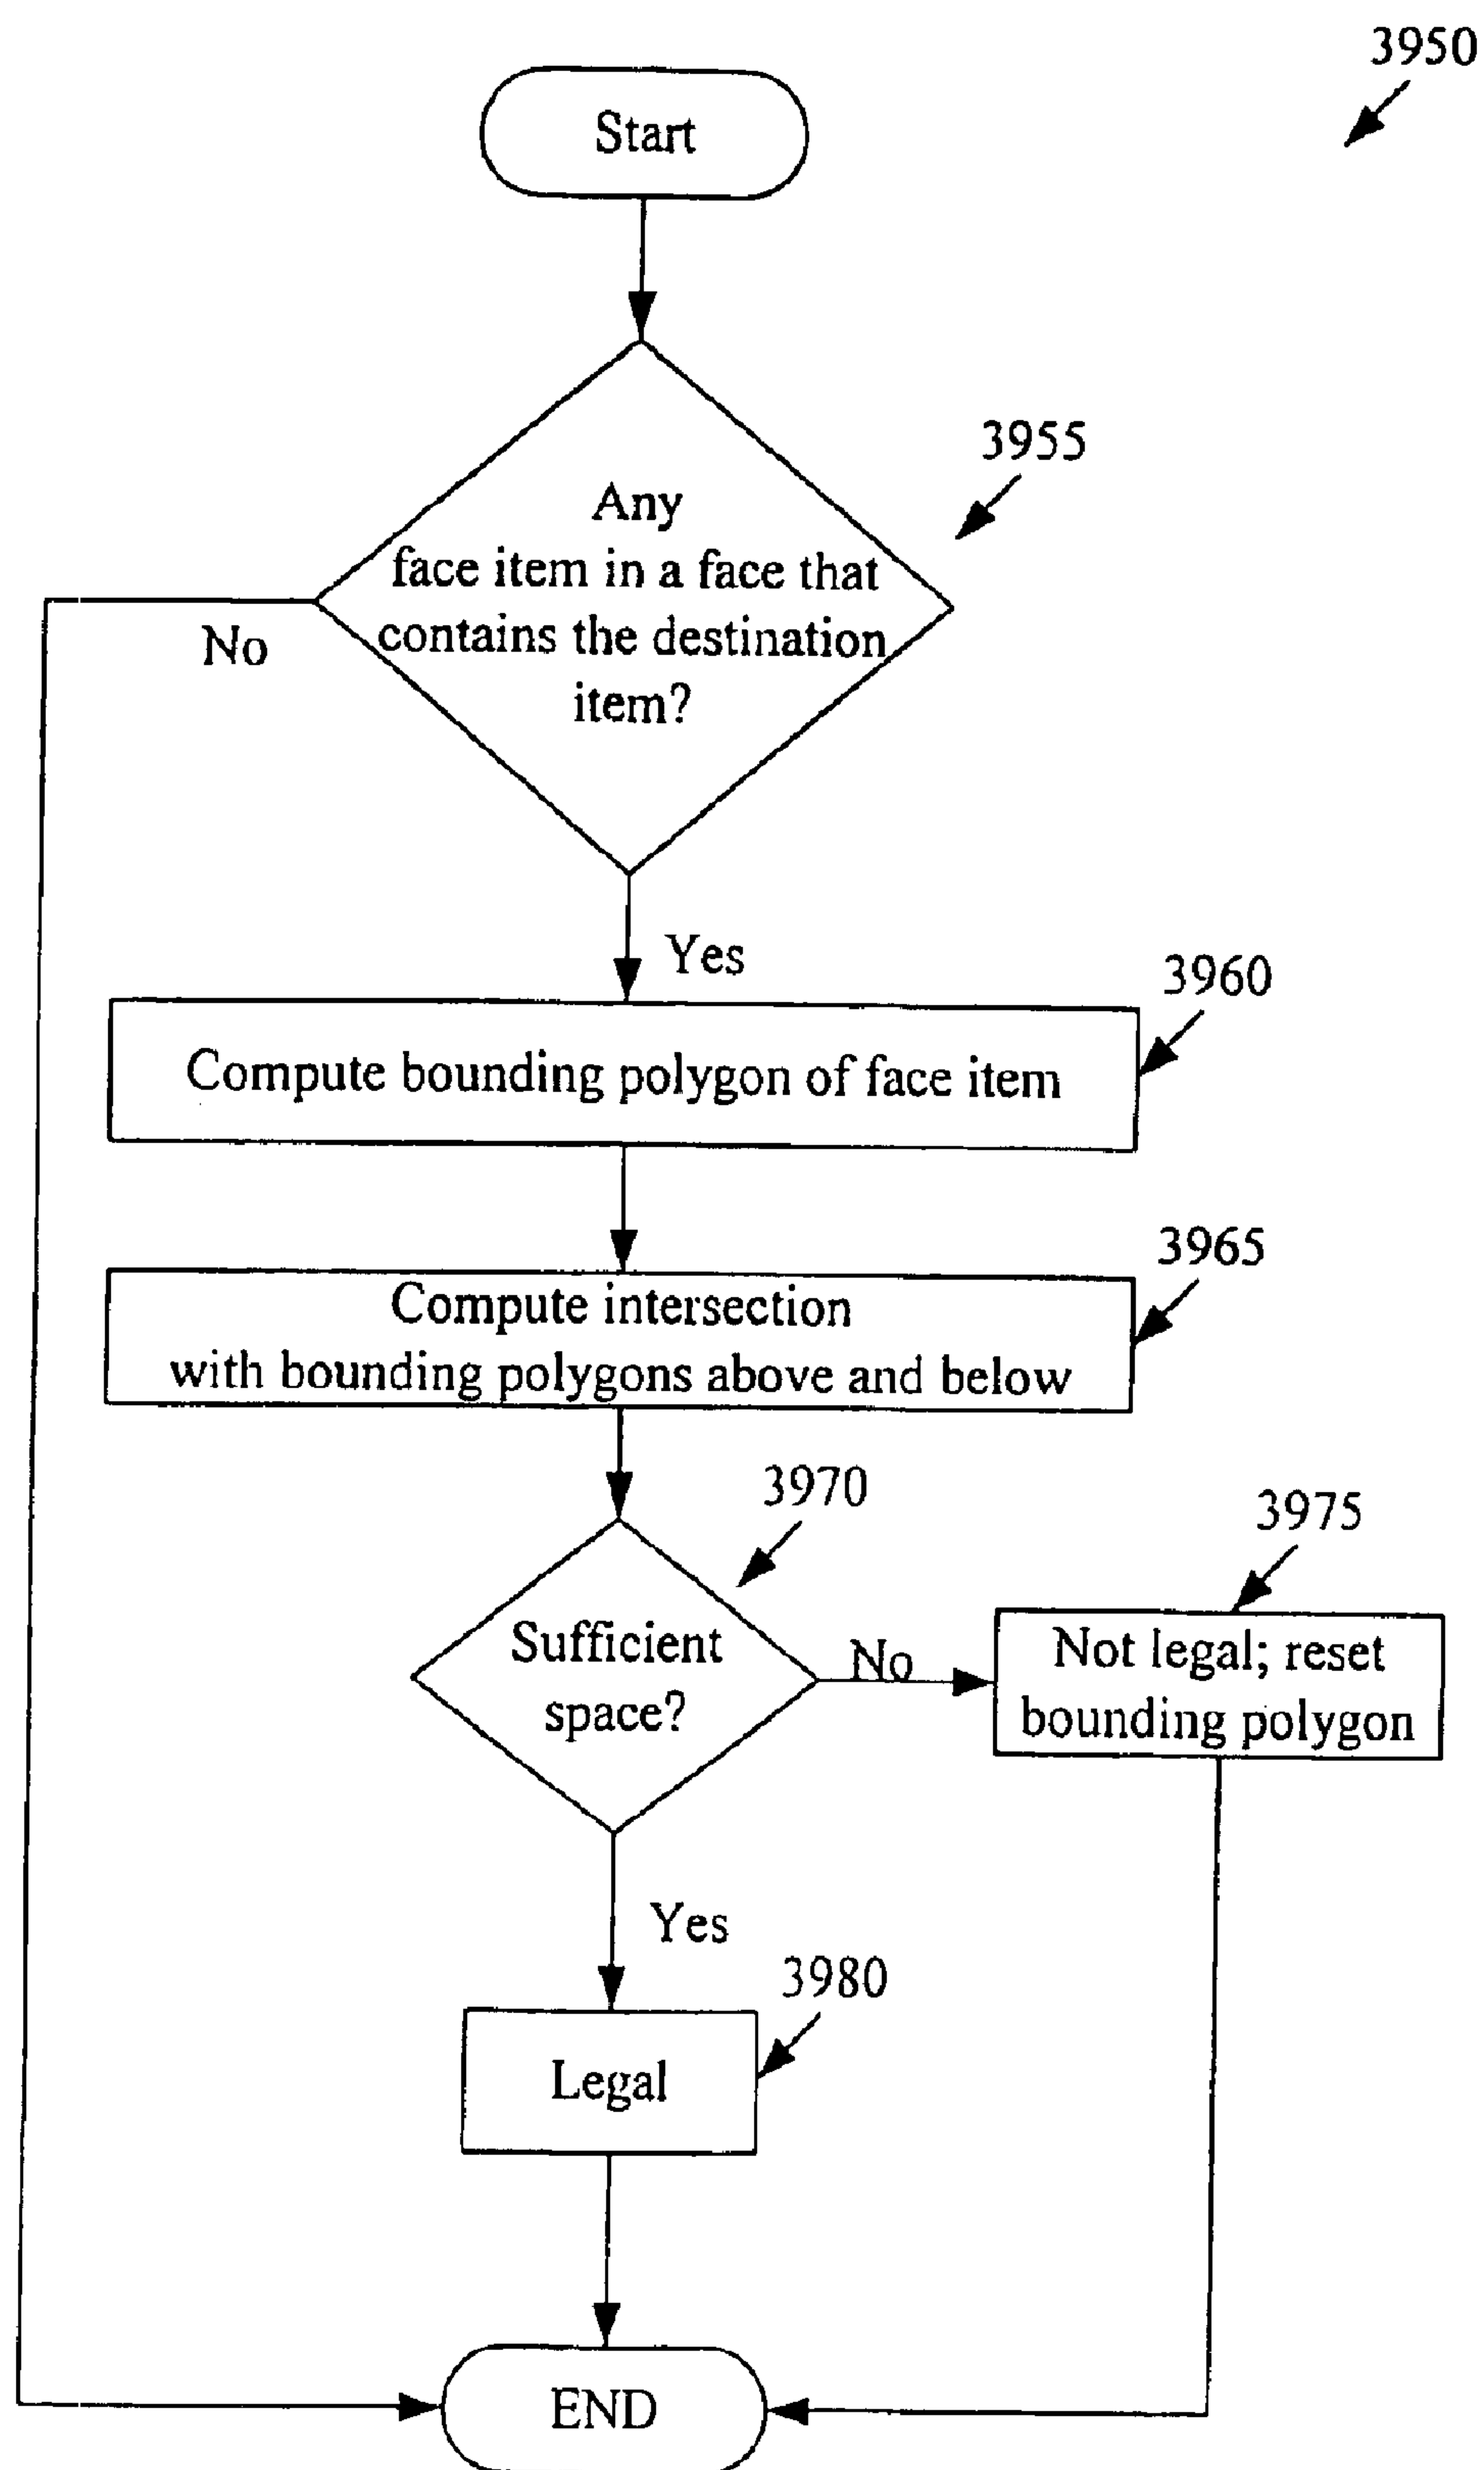 3950
Start
3955
Any
face item in a face that
contains the destination
item?
No
Yes
3960
Compute bounding polygon of face item
3965
Compute intersection
with bounding polygons above and below
3970
3975
Sufficient
space?
No
Not legal; reset
bounding polygon
Yes
3980
Legal
END